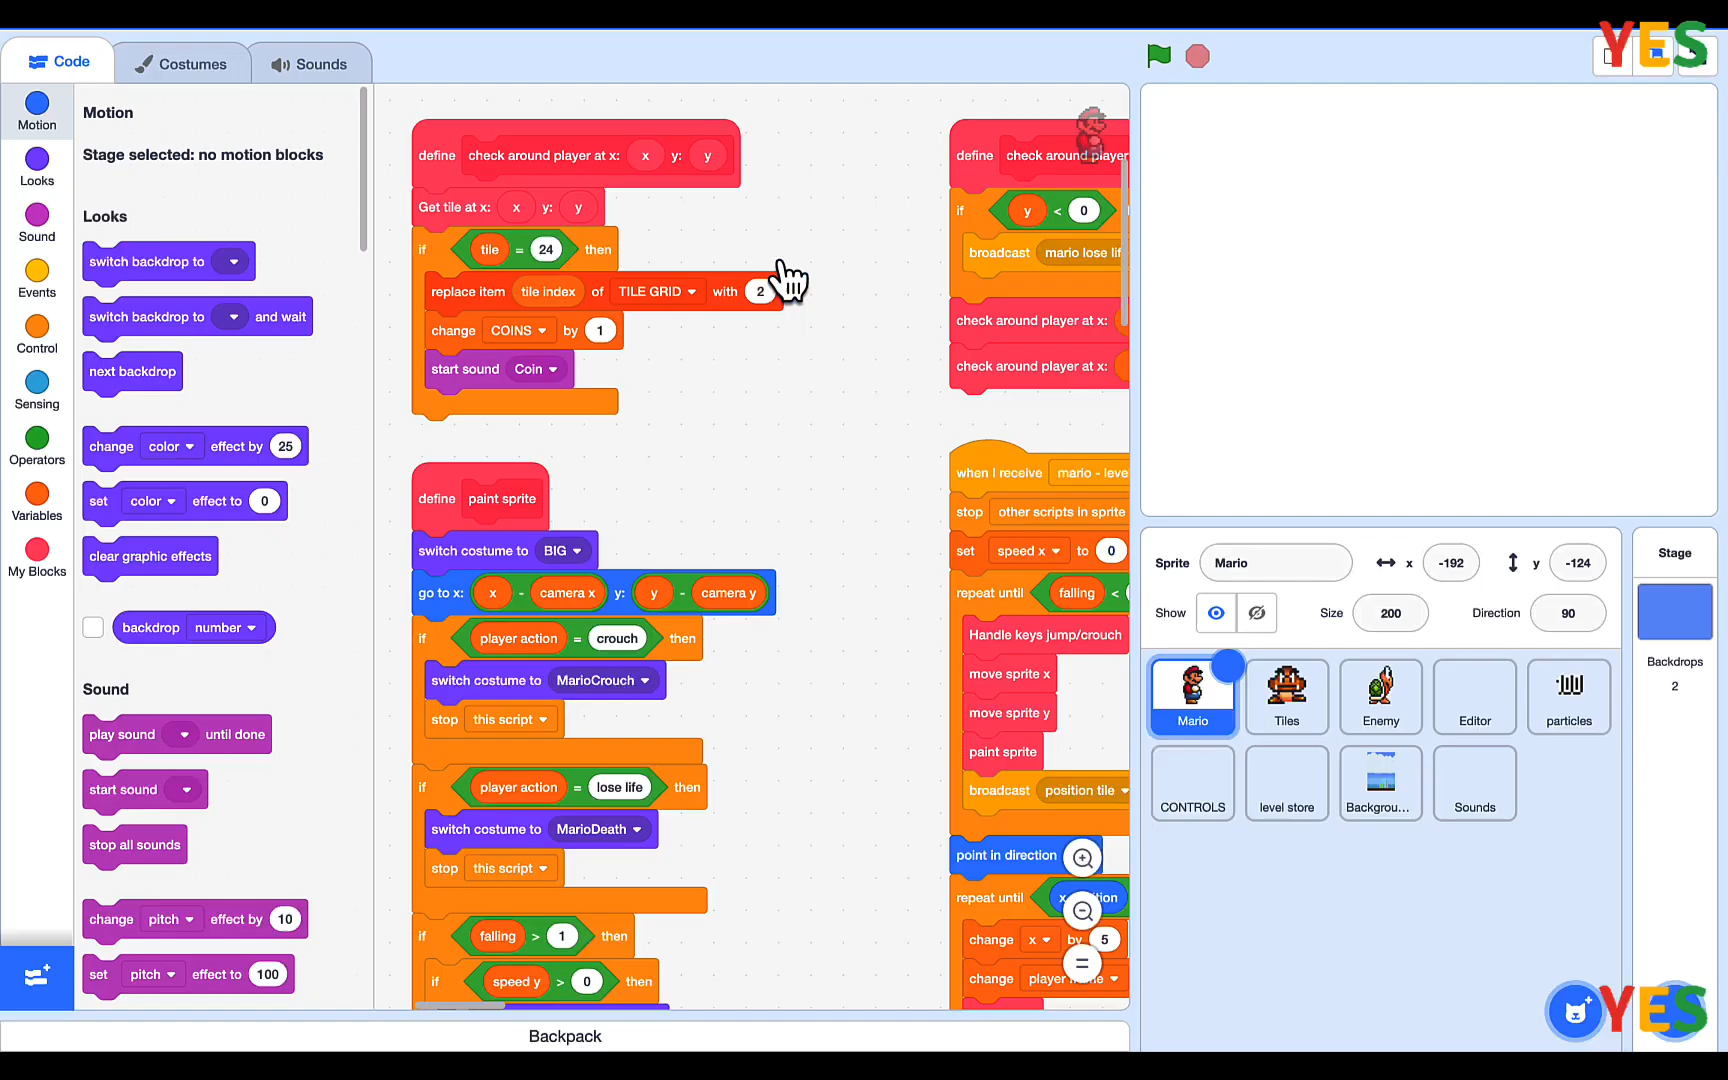 YES
Code
Costumes
Sounds
Motion
Looks
Sound
Events
Control
Sensing
Operators
Variables
My Blocks
Motion
Stage selected: no motion blocks
Looks
switch backdrop to
switch backdrop to and wait
next backdrop
change color effect by 25
set color effect to 0
clear graphic effects
backdrop number
Sound
play sound until done
start sound
stop all sounds
change pitch effect by 10
set pitch effect to 100
define check around player at x: x y: y
Get tile at x: x y: y
if tile = 24 then
replace item tile index of TILE GRID with 2
change COINS by 1
start sound Coin
define paint sprite
switch costume to BIG
go to x: x - camera x y: y - camera y
if player action = crouch then
switch costume to MarioCrouch
stop this script
if player action = lose life then
switch costume to MarioDeath
stop this script
if falling > 1 then
if speed y > 0 then
define check around player
if y < 0
broadcast mario lose lif
check around player at x:
check around player at x:
when I receive mario - leve
stop other scripts in sprite
set speed x to 0
repeat until falling <
Handle keys jump/crouch
move sprite x
move sprite y
paint sprite
broadcast position tile
point in direction
repeat until
change x by 5
change player
Backpack
Sprite Mario x -192 y -124
Show Size 200 Direction 90
Mario
Tiles
Enemy
Editor
particles
CONTROLS
level store
Backgrou...
Sounds
Stage
Backdrops
2
YES